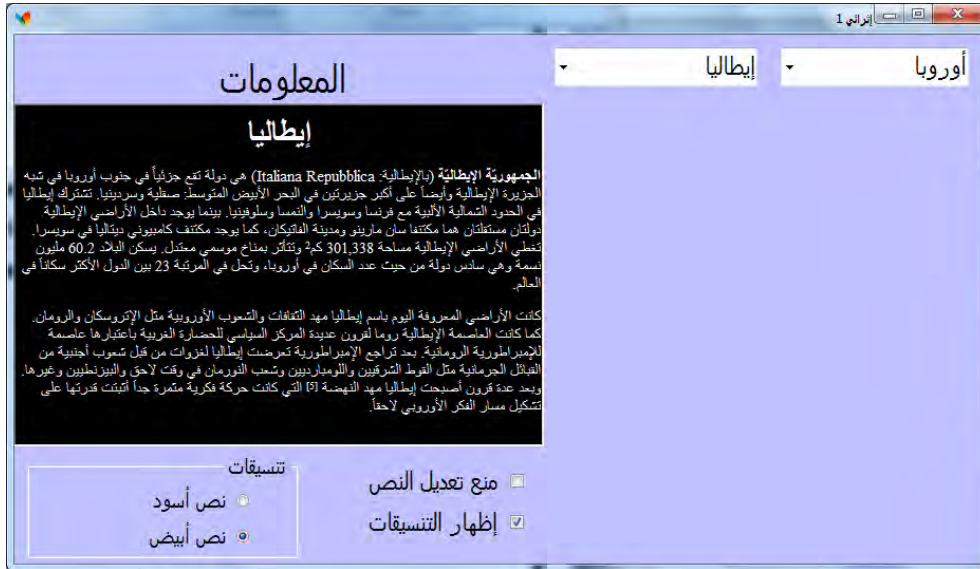 إثرائي 1
أوروبا
إيطاليا
المعلومات
إيطاليا
الجمهوريّة الإيطاليّة (بالإيطالية: Italiana Repubblica) هي دولة تقع جزئياً في جنوب أوروبا في شبه
الجزيرة الإيطالية وأيضاً على أكبر جزيرتين في البحر الأبيض المتوسط: صقلية وسردينيا. تشترك إيطاليا
في الحدود الشمالية الألبية مع فرنسا وسويسرا والنمسا وسلوفينيا. بينما يوجد داخل الأراضي الإيطالية
دولتان مستقلتان هما مكتنفا سان مارينو ومدينة الفاتيكان، كما يوجد مكتنف كامبيوني ديتاليا في سويسرا.
تغطي الأراضي الإيطالية مساحة 301,338 كم² وتتأثر بمناخ موسمي معتدل. يسكن البلاد 60.2 مليون
نسمة وهي سادس دولة من حيث عدد السكان في أوروبا، وتحل في المرتبة 23 بين الدول الأكثر سكاناً في
العالم.
كانت الأراضي المعروفة اليوم باسم إيطاليا مهد الثقافات والشعوب الأوروبية مثل الإتروسكان والرومان.
كما كانت العاصمة الإيطالية روما لقرون عديدة المركز السياسي للحضارة الغربية باعتبارها عاصمة
للإمبراطورية الرومانية. بعد تراجع الإمبراطورية تعرضت إيطاليا لغزوات من قبل شعوب أجنبية من
القبائل الجرمانية مثل القوط الشرقيين واللومبارديين وشعب النورمان في وقت لاحق والبيزنطيين وغيرها.
وبعد عدة قرون أصبحت إيطاليا مهد النهضة [5] التي كانت حركة فكرية مثمرة جداً أثبتت قدرتها على
تشكيل مسار الفكر الأوروبي لاحقاً.
منع تعديل النص
إظهار التنسيقات
تنسيقات
نص أسود
نص أبيض